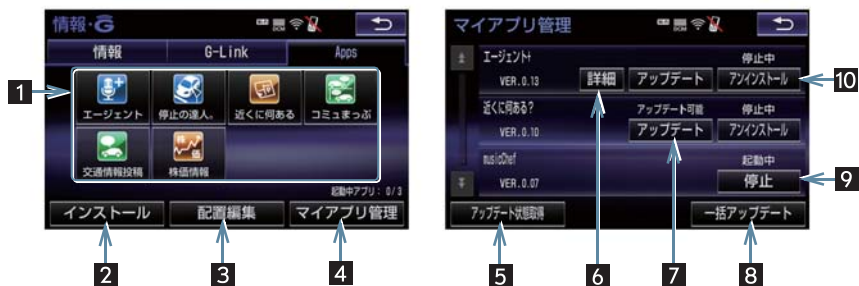 情報・G
情報 G-Link Apps
エージェント 停止の達人。 近くに何ある コミュまっぷ
交通情報投稿 株価情報
起動中アプリ: 0/3
インストール 配置編集 マイアプリ管理
1
2 3 4
マイアプリ管理
エージェント+ 停止中
VER.0.13 詳細 アップデート アンインストール
近くに何ある? アップデート可能 停止中
VER.0.10 アップデート アンインストール
musicChef 起動中
VER.0.07 停止
アップデート状態取得 一括アップデート
10
9
5 6 7 8